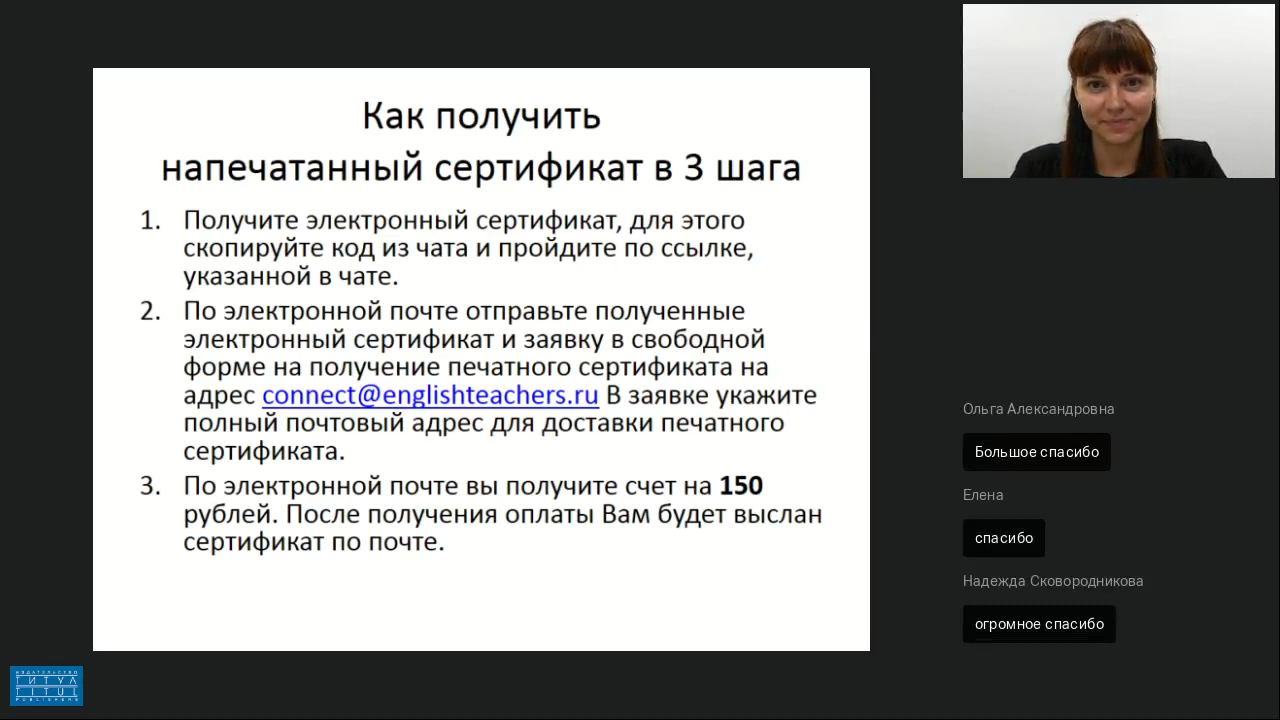 Как получить
напечатанный сертификат в 3 шага
1. Получите электронный сертификат, для этого
скопируйте код из чата и пройдите по ссылке,
указанной в чате.
2. По электронной почте отправьте полученные
электронный сертификат и заявку в свободной
форме на получение печатного сертификата на
адрес connect@englishteachers.ru В заявке укажите
полный почтовый адрес для доставки печатного
сертификата.
3. По электронной почте вы получите счет на 150
рублей. После получения оплаты Вам будет выслан
сертификат по почте.
Ольга Александровна
Большое спасибо
Елена
спасибо
Надежда Сковородникова
огромное спасибо
ИЗДАТЕЛЬСТВО
ТИТУЛ
TITUL
PUBLISHERS